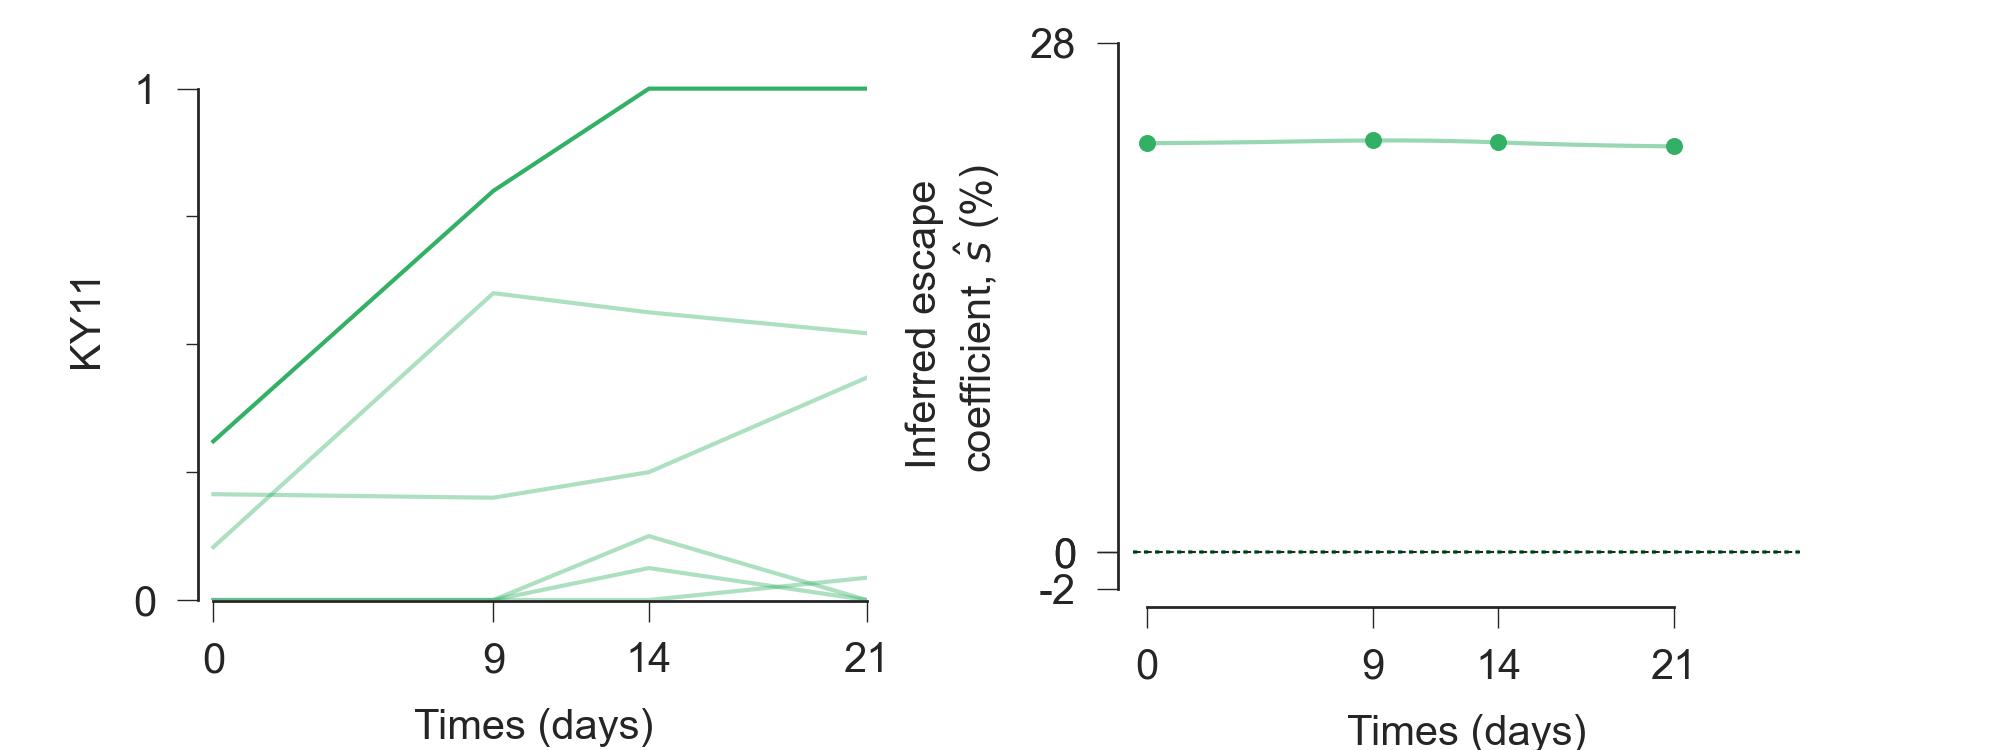 KY11
1
0
0 9 14 21
Times (days)
Inferred escape
coefficient, ŝ (%)
28
0
-2
0 9 14 21
Times (days)